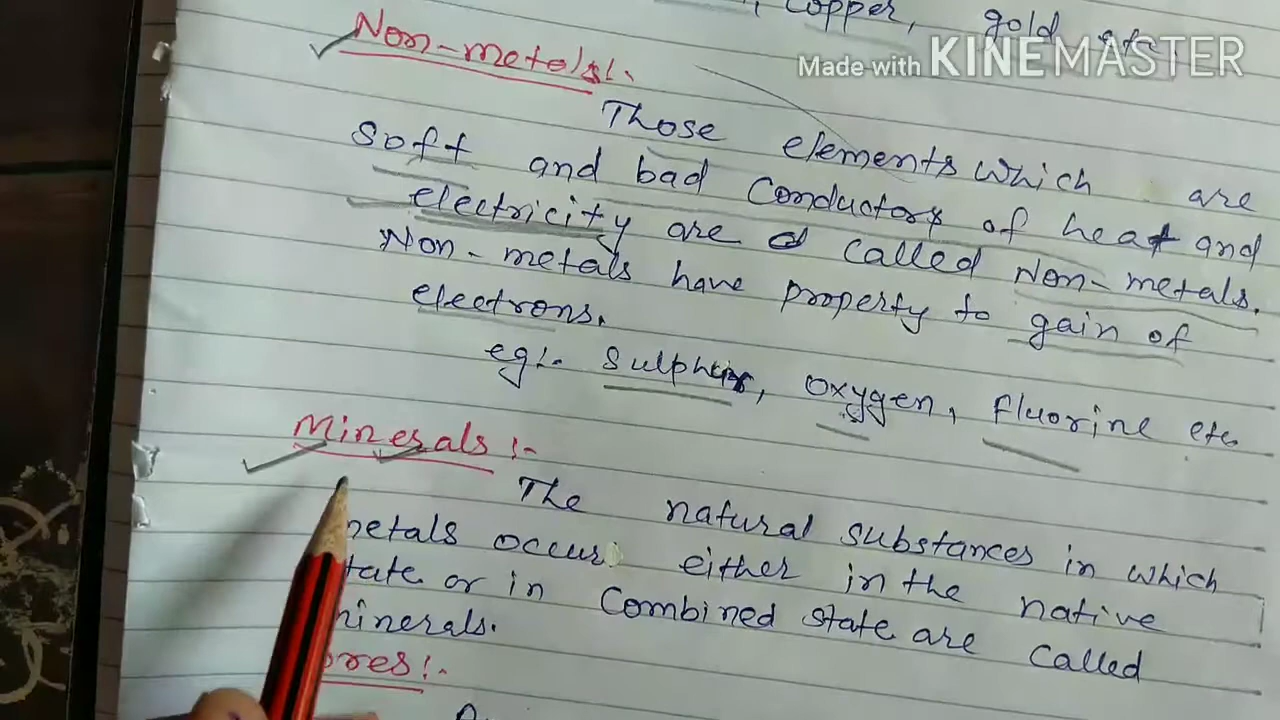 copper, gold etc
Made with KINEMASTER
Non-metals:-
Those elements which are
soft and bad conductors of heat and
electricity are called Non-metals.
Non-metals have property to gain of
electrons.
eg:- Sulphur, oxygen, fluorine etc
Minerals:-
The natural substances in which
metals occur either in the native
state or in combined state are called
minerals.
ores:-